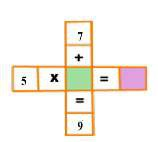 7
+
5 x =
=
9